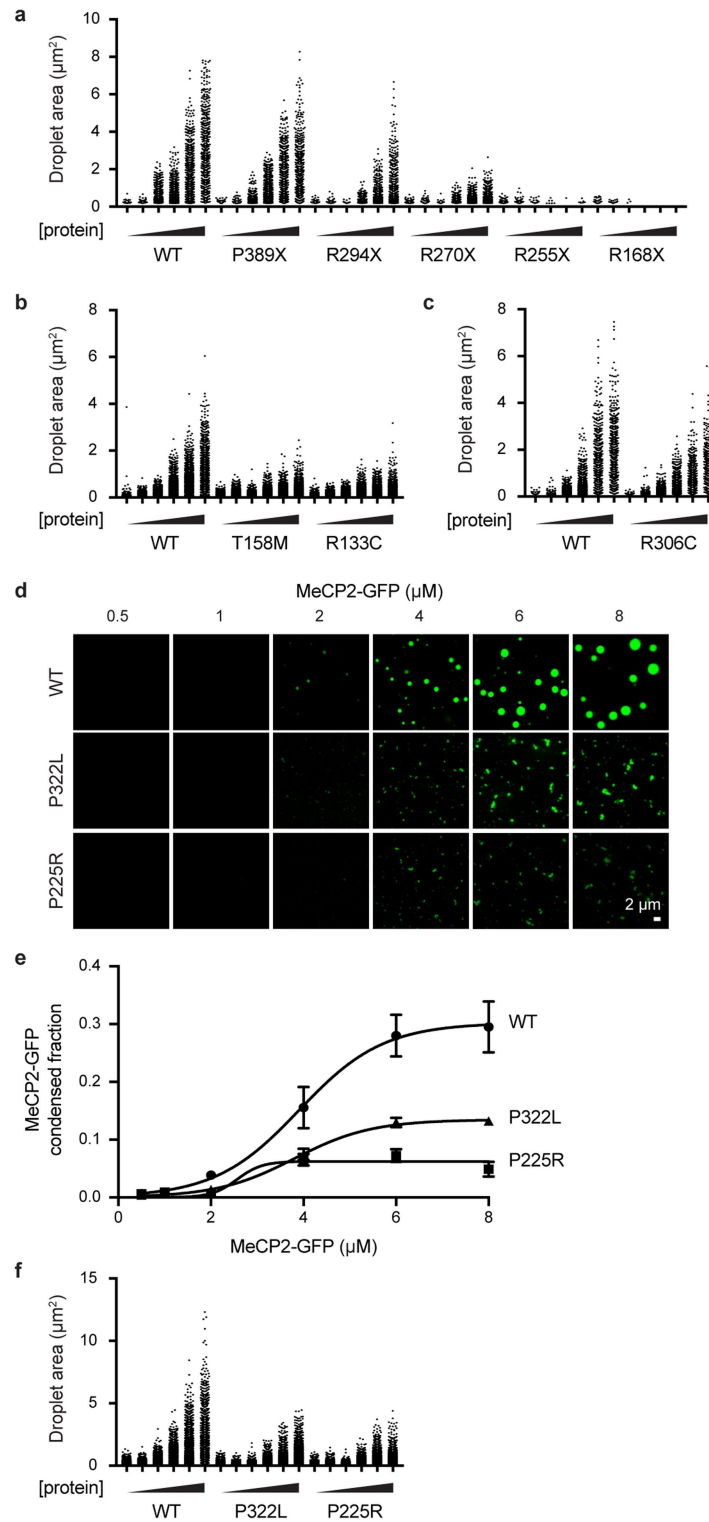 a
10
8
6
4
2
0
Droplet area (µm²)
[protein]
WT P389X R294X R270X R255X R168X
b
8
6
4
2
0
Droplet area (µm²)
[protein]
WT T158M R133C
c
8
6
4
2
0
Droplet area (µm²)
[protein]
WT R306C
d
MeCP2-GFP (µM)
0.5 1 2 4 6 8
WT
P322L
P225R
2 µm
e
0.4
0.3
0.2
0.1
0.0
MeCP2-GFP
condensed fraction
WT
P322L
P225R
0 2 4 6 8
MeCP2-GFP (µM)
f
15
10
5
0
Droplet area (µm²)
[protein]
WT P322L P225R